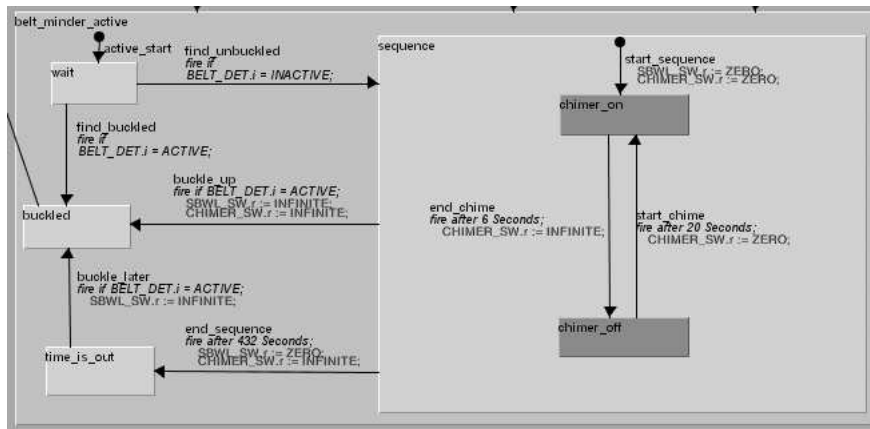 belt_minder_active
active_start
wait
find_unbuckled
fire if
BELT_DET.i = INACTIVE;
find_buckled
fire if
BELT_DET.i = ACTIVE;
buckled
buckle_up
fire if BELT_DET.i = ACTIVE;
SBWL_SW.r := INFINITE;
CHIMER_SW.r := INFINITE;
buckle_later
fire if BELT_DET.i = ACTIVE;
SBWL_SW.r := INFINITE;
time_is_out
end_sequence
fire after 432 Seconds;
SBWL_SW.r := ZERO;
CHIMER_SW.r := INFINITE;
sequence
start_sequence
SBWL_SW.r := ZERO;
CHIMER_SW.r := ZERO;
chimer_on
end_chime
fire after 6 Seconds;
CHIMER_SW.r := INFINITE;
start_chime
fire after 20 Seconds;
CHIMER_SW.r := ZERO;
chimer_off